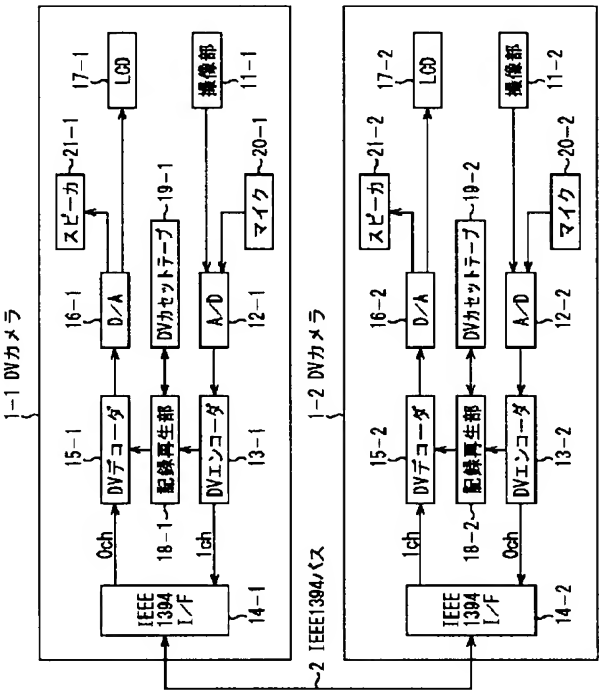 1-1 DVカメラ
IEEE
1394
I/F
14-1
0ch
1ch
15-1
DVデコーダ
18-1
記録再生部
DVエンコーダ
13-1
16-1
D/A
DVカセットテープ
19-1
A/D
12-1
スピーカ
21-1
マイク
20-1
17-1
LCD
撮像部
11-1
2 IEEE1394バス
1-2 DVカメラ
IEEE
1394
I/F
14-2
1ch
0ch
15-2
DVデコーダ
18-2
記録再生部
DVエンコーダ
13-2
16-2
D/A
DVカセットテープ
19-2
A/D
12-2
スピーカ
21-2
マイク
20-2
17-2
LCD
撮像部
11-2